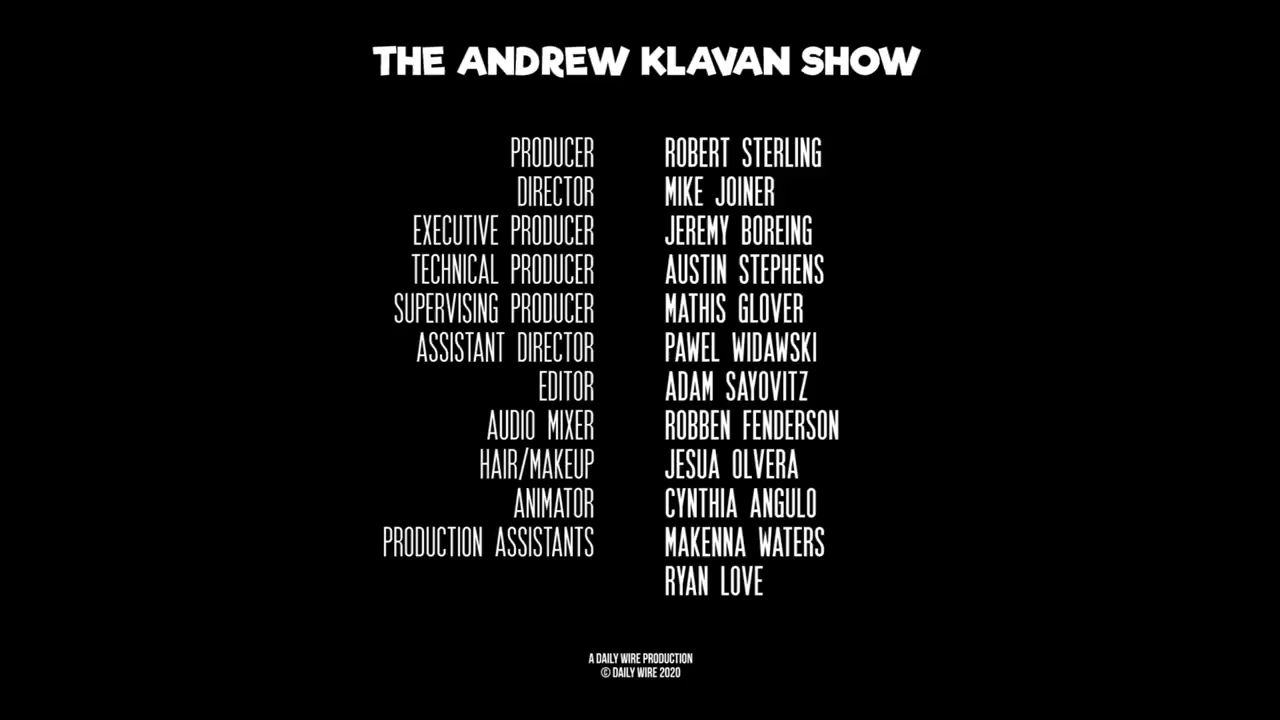 THE ANDREW KLAVAN SHOW
PRODUCER ROBERT STERLING
DIRECTOR MIKE JOINER
EXECUTIVE PRODUCER JEREMY BOREING
TECHNICAL PRODUCER AUSTIN STEPHENS
SUPERVISING PRODUCER MATHIS GLOVER
ASSISTANT DIRECTOR PAWEL WIDAWSKI
EDITOR ADAM SAYOVITZ
AUDIO MIXER ROBBEN FENDERSON
HAIR/MAKEUP JESUA OLVERA
ANIMATOR CYNTHIA ANGULO
PRODUCTION ASSISTANTS MAKENNA WATERS
RYAN LOVE
A DAILY WIRE PRODUCTION
© DAILY WIRE 2020